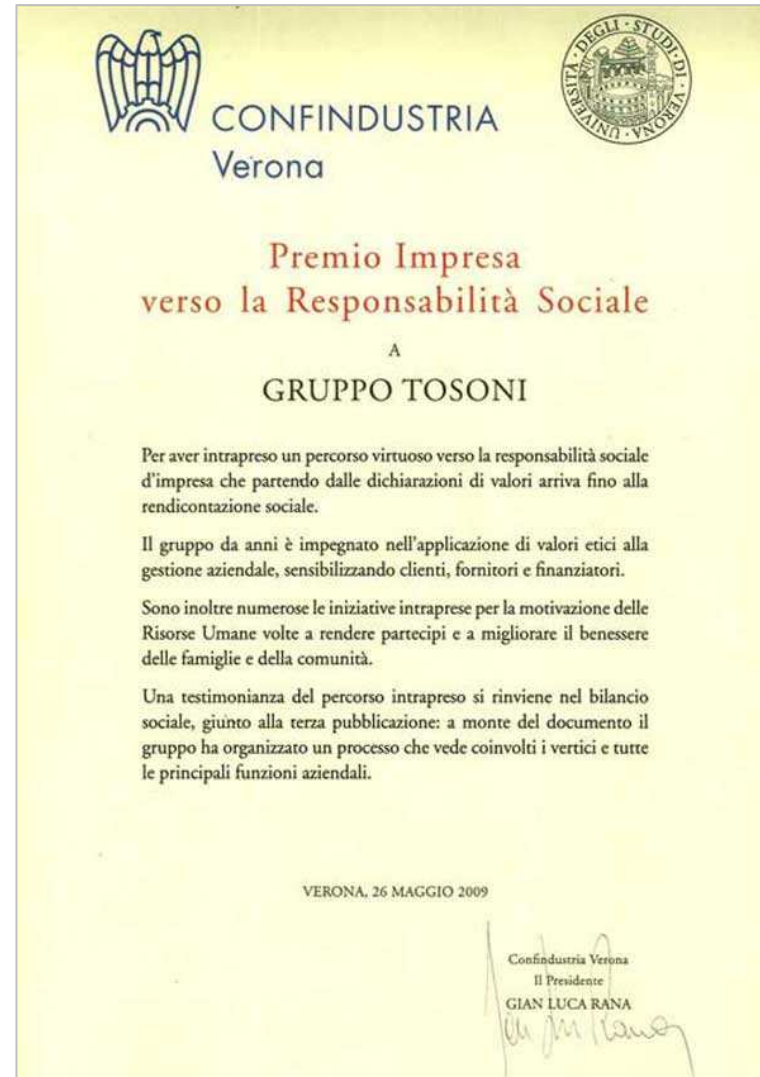 CONFINDUSTRIA
Verona
UNIVERSITÀ · DEGLI · STUDI · DI · VERONA
Premio Impresa
verso la Responsabilità Sociale
A
GRUPPO TOSONI
Per aver intrapreso un percorso virtuoso verso la responsabilità sociale
d'impresa che partendo dalle dichiarazioni di valori arriva fino alla
rendicontazione sociale.
Il gruppo da anni è impegnato nell'applicazione di valori etici alla
gestione aziendale, sensibilizzando clienti, fornitori e finanziatori.
Sono inoltre numerose le iniziative intraprese per la motivazione delle
Risorse Umane volte a rendere partecipi e a migliorare il benessere
delle famiglie e della comunità.
Una testimonianza del percorso intrapreso si rinviene nel bilancio
sociale, giunto alla terza pubblicazione: a monte del documento il
gruppo ha organizzato un processo che vede coinvolti i vertici e tutte
le principali funzioni aziendali.
VERONA, 26 MAGGIO 2009
Confindustria Verona
Il Presidente
GIAN LUCA RANA